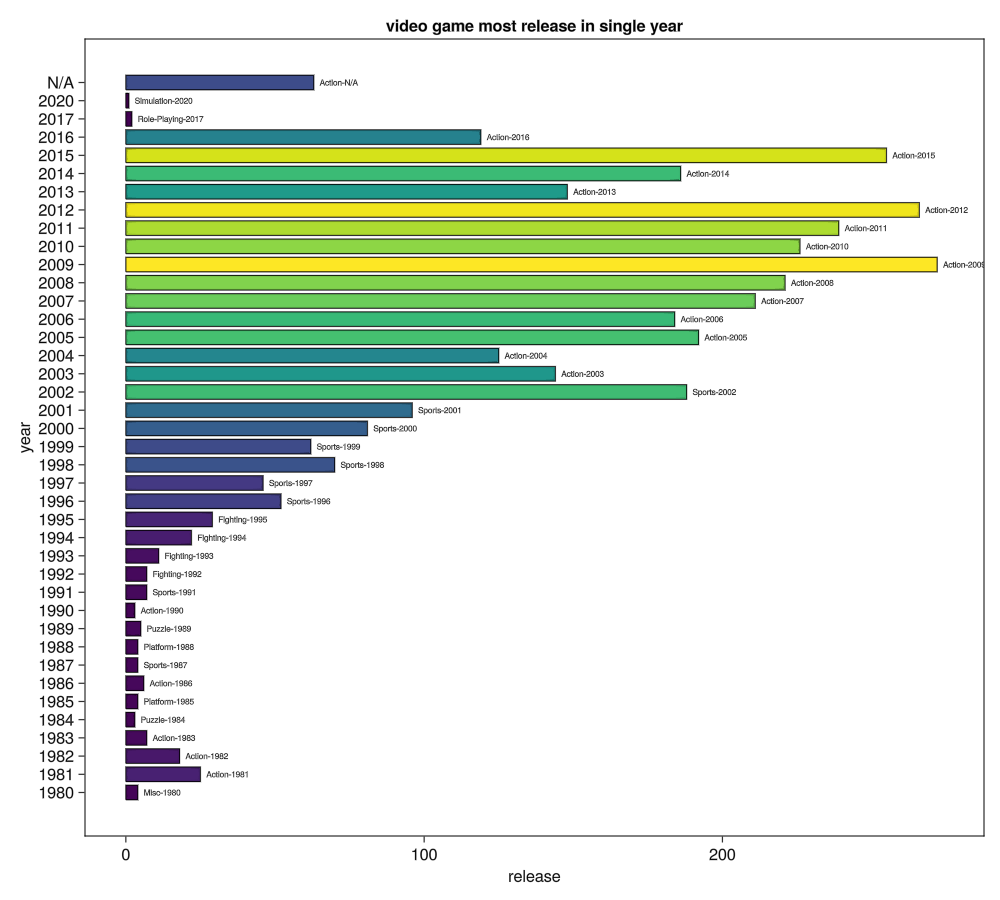 video game most release in single year
N/A Action-N/A
2020 Simulation-2020
2017 Role-Playing-2017
2016 Action-2016
2015 Action-2015
2014 Action-2014
2013 Action-2013
2012 Action-2012
2011 Action-2011
2010 Action-2010
2009 Action-2009
2008 Action-2008
2007 Action-2007
2006 Action-2006
2005 Action-2005
2004 Action-2004
2003 Action-2003
2002 Sports-2002
2001 Sports-2001
2000 Sports-2000
1999 Sports-1999
1998 Sports-1998
1997 Sports-1997
1996 Sports-1996
1995 Fighting-1995
1994 Fighting-1994
1993 Fighting-1993
1992 Fighting-1992
1991 Sports-1991
1990 Action-1990
1989 Puzzle-1989
1988 Platform-1988
1987 Sports-1987
1986 Action-1986
1985 Platform-1985
1984 Puzzle-1984
1983 Action-1983
1982 Action-1982
1981 Action-1981
1980 Misc-1980
year
0 100 200
release